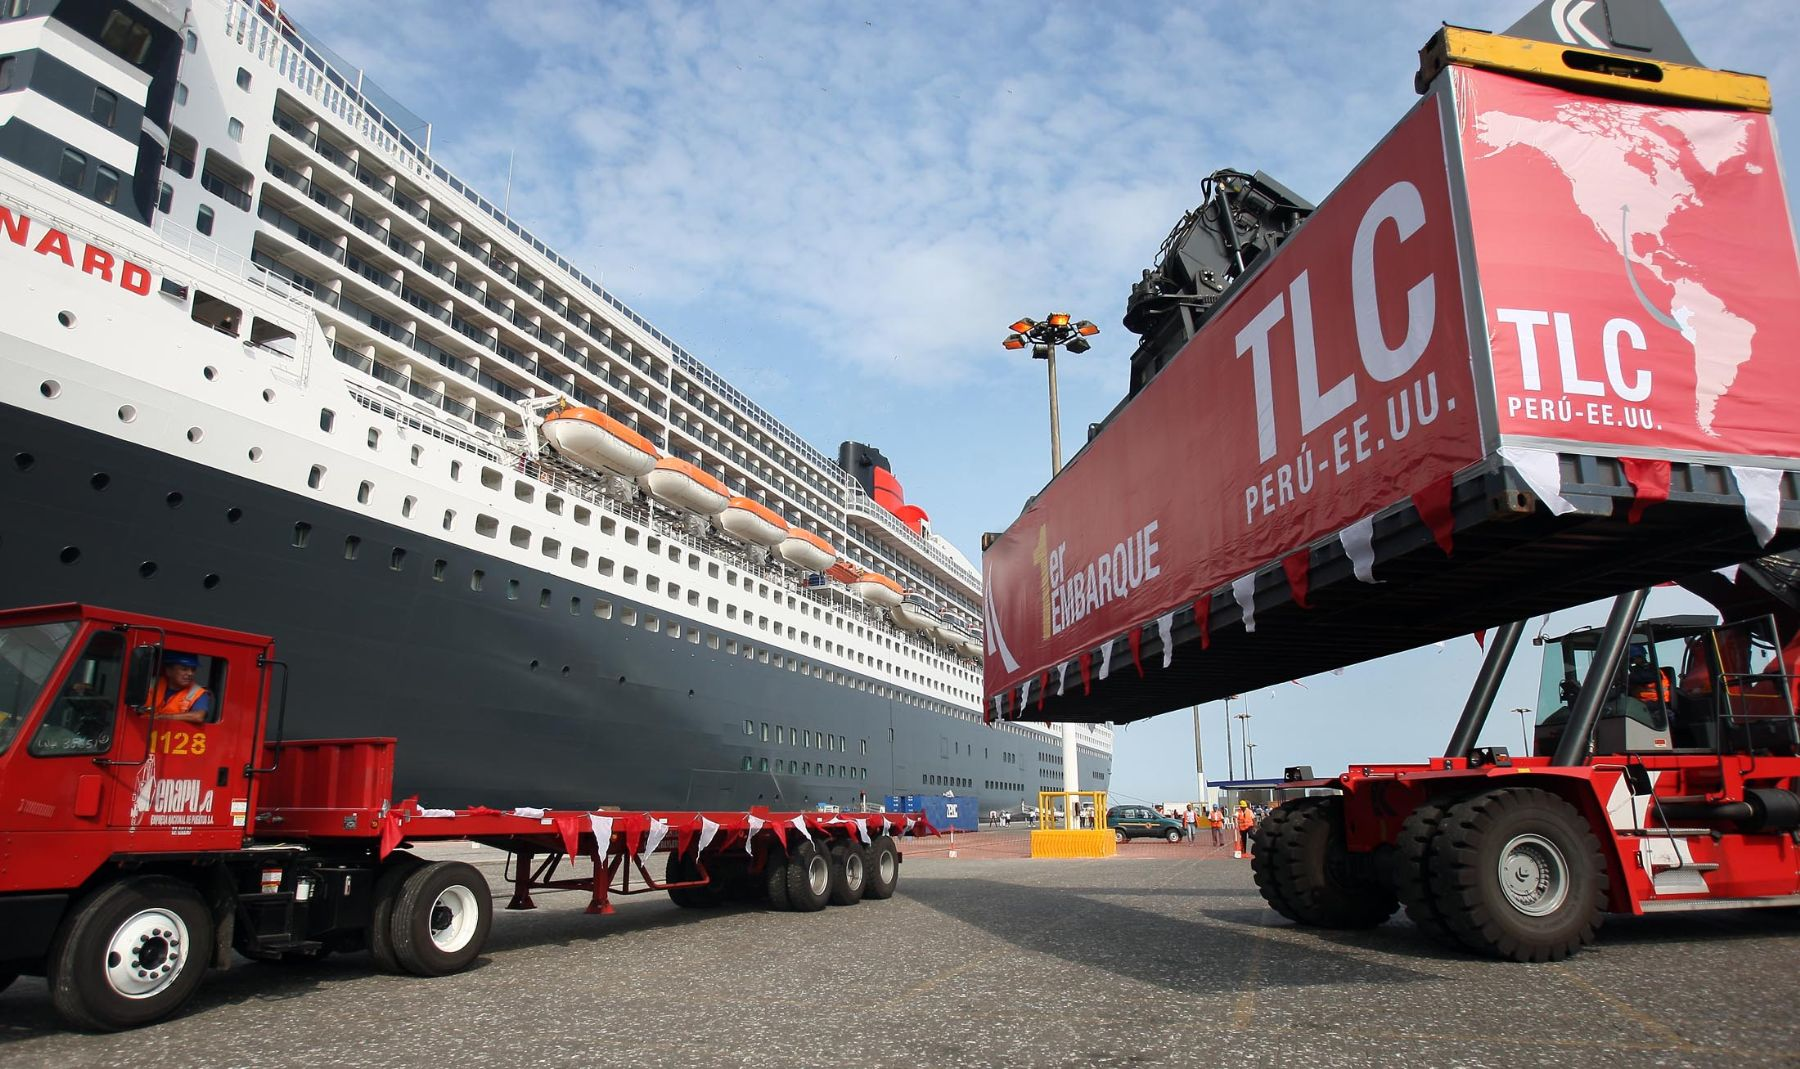 NARD
1128
enapu s.a
EMPRESA NACIONAL DE PUERTOS S.A.
1er
EMBARQUE
TLC
PERÚ-EE.UU.
TLC
PERÚ-EE.UU.